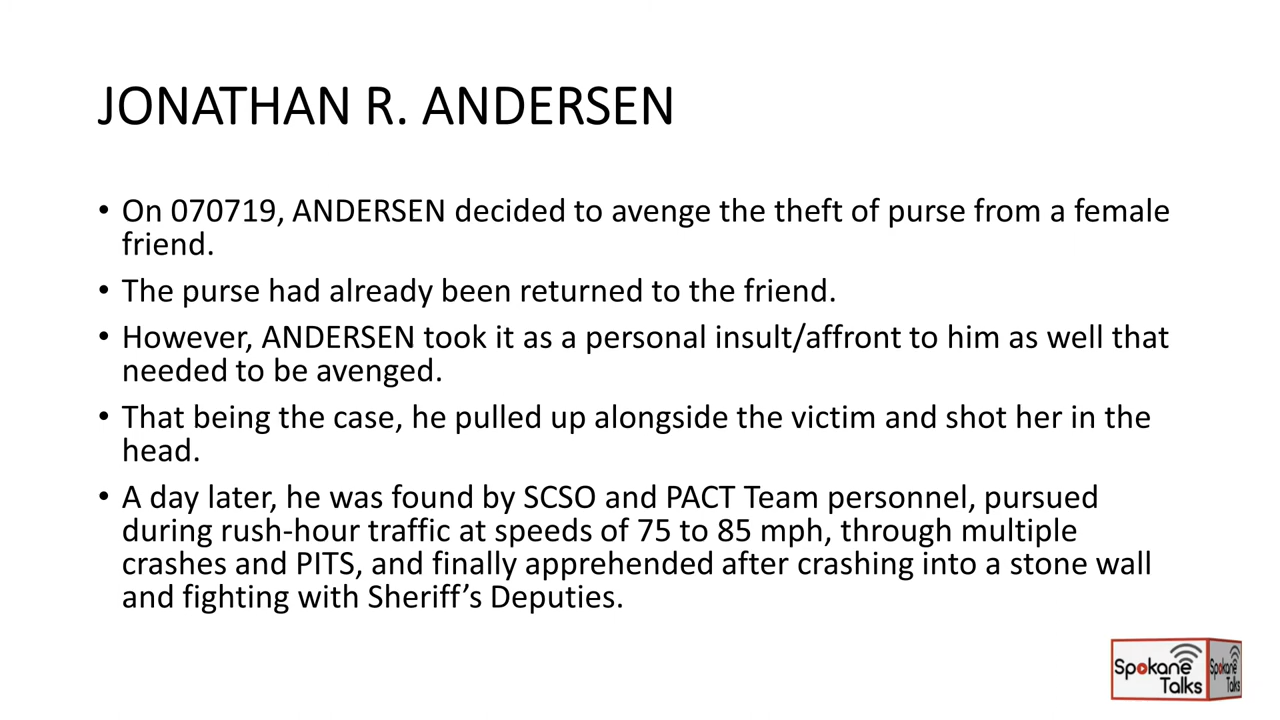 JONATHAN R. ANDERSEN
• On 070719, ANDERSEN decided to avenge the theft of purse from a female
friend.
• The purse had already been returned to the friend.
• However, ANDERSEN took it as a personal insult/affront to him as well that
needed to be avenged.
• That being the case, he pulled up alongside the victim and shot her in the
head.
• A day later, he was found by SCSO and PACT Team personnel, pursued
during rush-hour traffic at speeds of 75 to 85 mph, through multiple
crashes and PITS, and finally apprehended after crashing into a stone wall
and fighting with Sheriff’s Deputies.
Spokane
Talks
Spokane
Talks